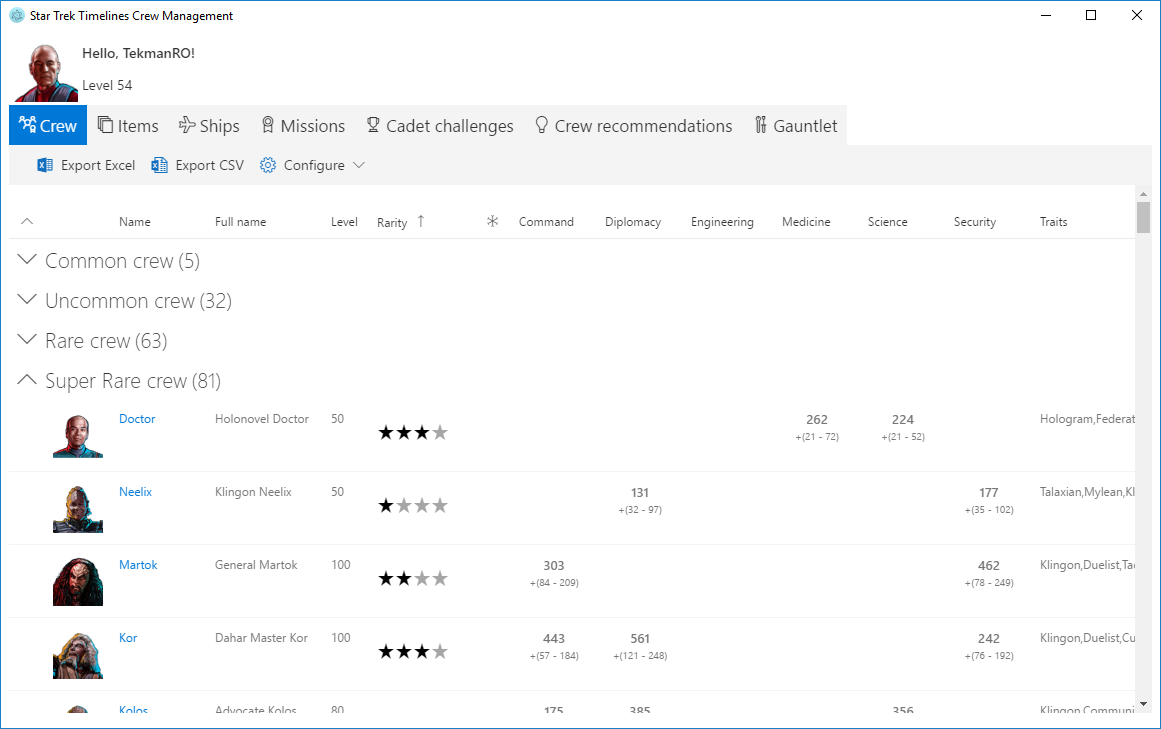 Star Trek Timelines Crew Management
Hello, TekmanRO!
Level 54
Crew Items Ships Missions Cadet challenges Crew recommendations Gauntlet
Export Excel Export CSV Configure
Name Full name Level Rarity ↑ Command Diplomacy Engineering Medicine Science Security Traits
Common crew (5)
Uncommon crew (32)
Rare crew (63)
Super Rare crew (81)
Doctor Holonovel Doctor 50 262 224 Hologram,Federat
+(21 - 72) +(21 - 52)
Neelix Klingon Neelix 50 131 177 Talaxian,Mylean,Kl
+(32 - 97) +(35 - 102)
Martok General Martok 100 303 462 Klingon,Duelist,Tac
+(84 - 209) +(78 - 249)
Kor Dahar Master Kor 100 443 561 242 Klingon,Duelist,Cu
+(57 - 184) +(121 - 248) +(76 - 192)
Kolos Advocate Kolos 80 175 385 356 Klingon,Communi